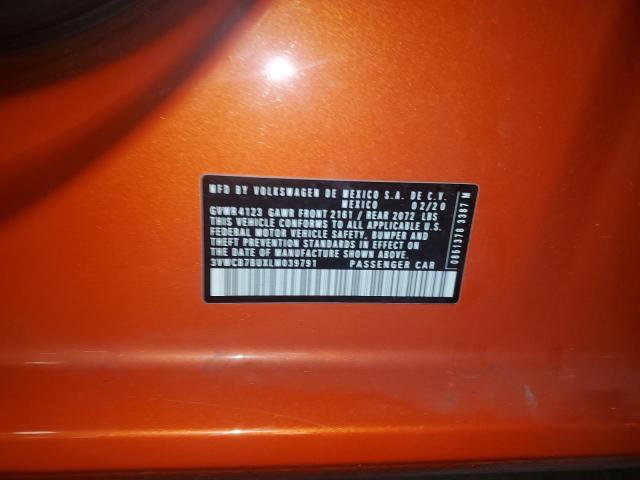 MFD BY VOLKSWAGEN DE MEXICO S.A. DE C.V.
MEXICO 02/20
GVWR4123 GAWR FRONT 2161 / REAR 2072 LBS
THIS VEHICLE CONFORMS TO ALL APPLICABLE U.S.
FEDERAL MOTOR VEHICLE SAFETY, BUMPER AND
THEFT PREVENTION STANDARDS IN EFFECT ON
THE DATE OF MANUFACTURE SHOWN ABOVE.
3VWCB7BUXLM039791 PASSENGER CAR